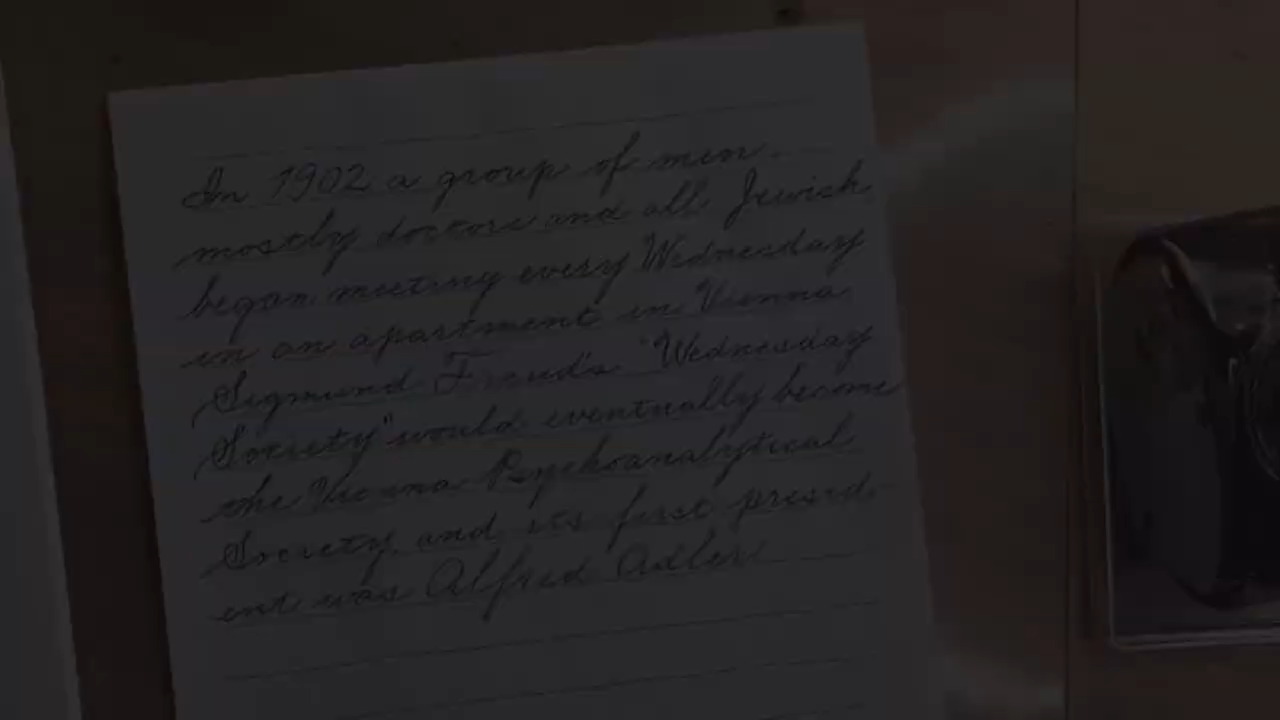 In 1902 a group of men
mostly doctors and all Jewish
began meeting every Wednesday
in an apartment in Vienna
Sigmund Freud's "Wednesday
Society" would eventually become
the Vienna Psychoanalytical
Society and its first presid-
ent was Alfred Adler